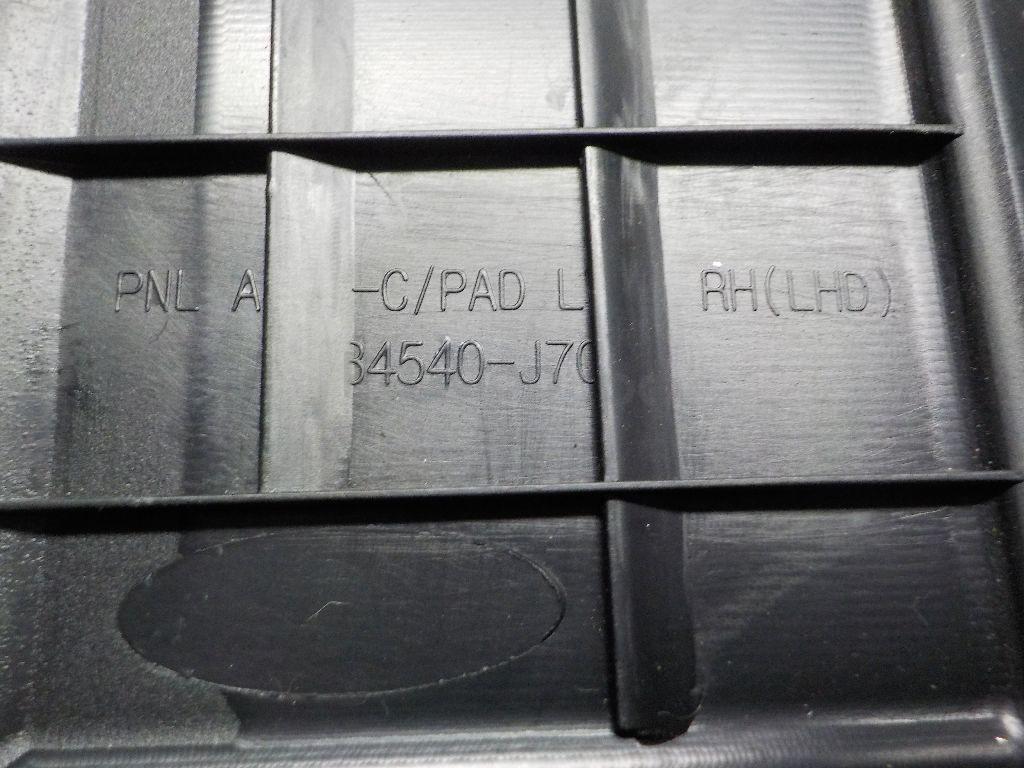 PNL A -C/PAD L RH(LHD)
84540-J70